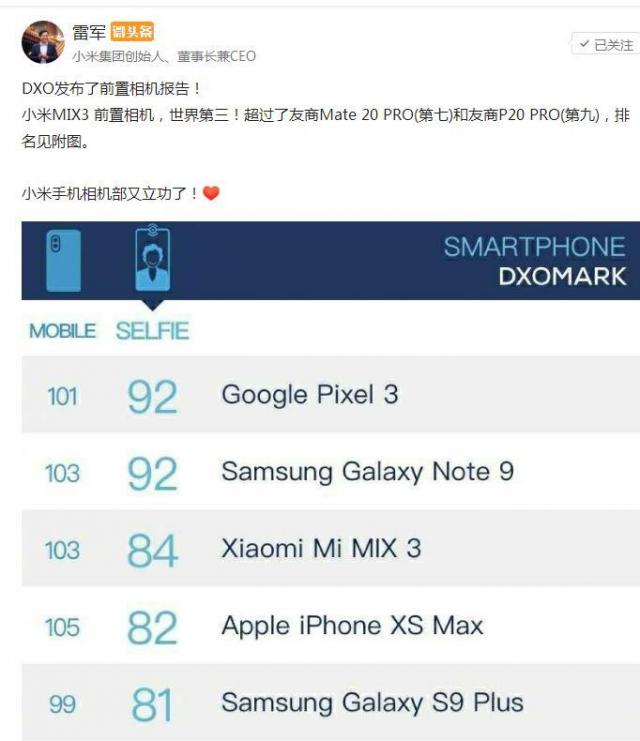 雷军 微头条
小米集团创始人、董事长兼CEO
已关注
DXO发布了前置相机报告！
小米MIX3 前置相机，世界第三！超过了友商Mate 20 PRO(第七)和友商P20 PRO(第九)，排
名见附图。
小米手机相机部又立功了！❤
SMARTPHONE
DXOMARK
MOBILE SELFIE
101 92 Google Pixel 3
103 92 Samsung Galaxy Note 9
103 84 Xiaomi Mi MIX 3
105 82 Apple iPhone XS Max
99 81 Samsung Galaxy S9 Plus